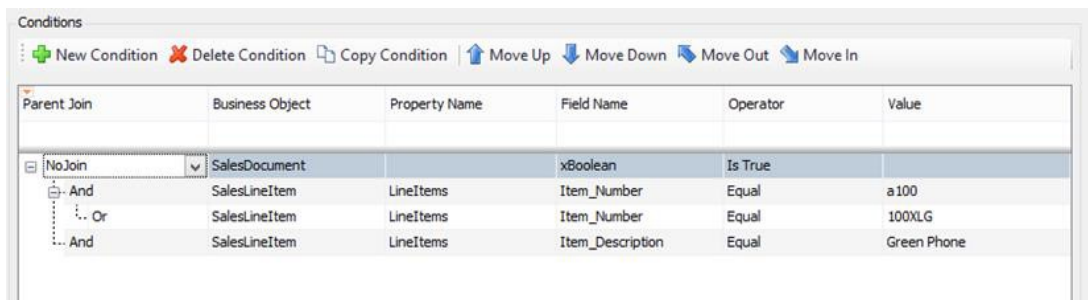 Conditions
New Condition Delete Condition Copy Condition Move Up Move Down Move Out Move In
Parent Join Business Object Property Name Field Name Operator Value
NoJoin SalesDocument xBoolean Is True
And SalesLineItem LineItems Item_Number Equal a100
Or SalesLineItem LineItems Item_Number Equal 100XLG
And SalesLineItem LineItems Item_Description Equal Green Phone